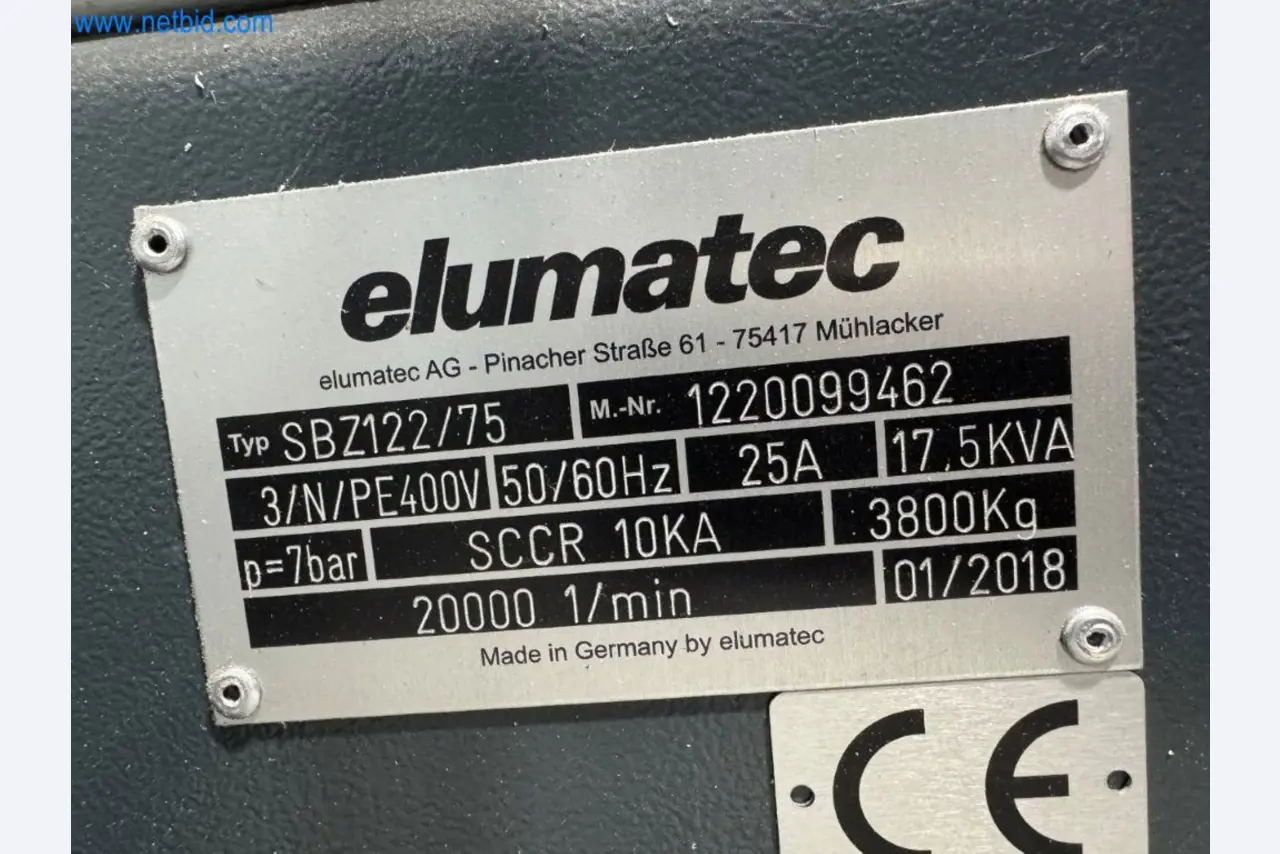 www.netbid.com
elumatec
elumatec AG - Pinacher Straße 61 - 75417 Mühlacker
Typ SBZ122/75 M.-Nr. 1220099462
3/N/PE400V 50/60Hz 25A 17,5KVA
p=7bar SCCR 10KA 3800Kg
20000 1/min 01/2018
Made in Germany by elumatec
CE